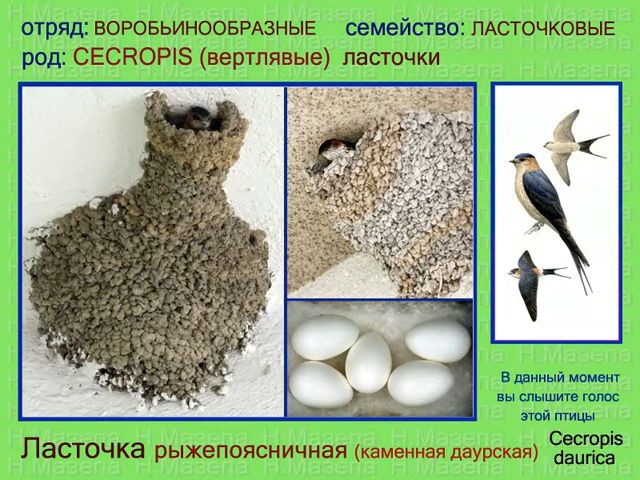 отряд: ВОРОБЬИНООБРАЗНЫЕ семейство: ЛАСТОЧКОВЫЕ
род: CECROPIS (вертлявые) ласточки
В данный момент
вы слышите голос
этой птицы
Ласточка рыжепоясничная (каменная даурская)
Cecropis
daurica
Н.Мазепа